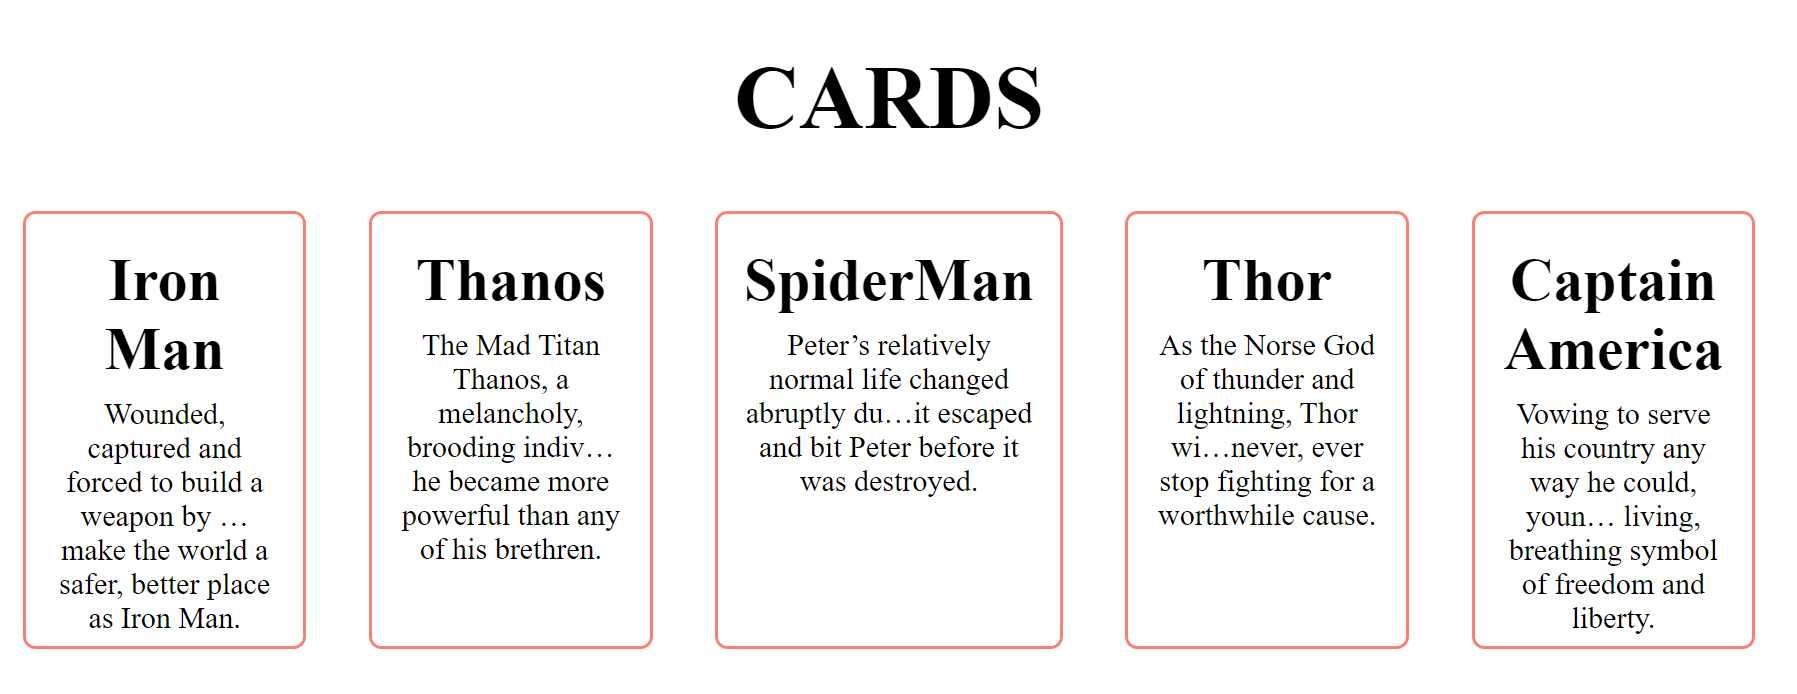 CARDS
Iron
Man
Wounded,
captured and
forced to build a
weapon by …
make the world a
safer, better place
as Iron Man.
Thanos
The Mad Titan
Thanos, a
melancholy,
brooding indiv…
he became more
powerful than any
of his brethren.
SpiderMan
Peter’s relatively
normal life changed
abruptly du…it escaped
and bit Peter before it
was destroyed.
Thor
As the Norse God
of thunder and
lightning, Thor
wi…never, ever
stop fighting for a
worthwhile cause.
Captain
America
Vowing to serve
his country any
way he could,
youn… living,
breathing symbol
of freedom and
liberty.